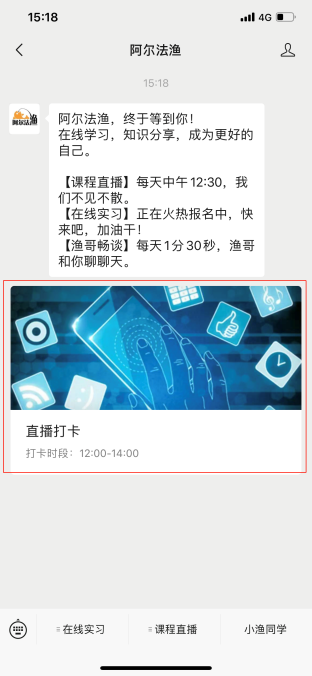 15:18
4G
阿尔法渔
15:18
阿尔法渔
阿尔法渔，终于等到你！
在线学习，知识分享，成为更好的
自己。
【课程直播】每天中午12:30，我
们不见不散。
【在线实习】正在火热报名中，快
来吧，加油干！
【渔哥畅谈】每天1分30秒，渔哥
和你聊聊天。
直播打卡
打卡时段：12:00-14:00
在线实习
课程直播
小渔同学